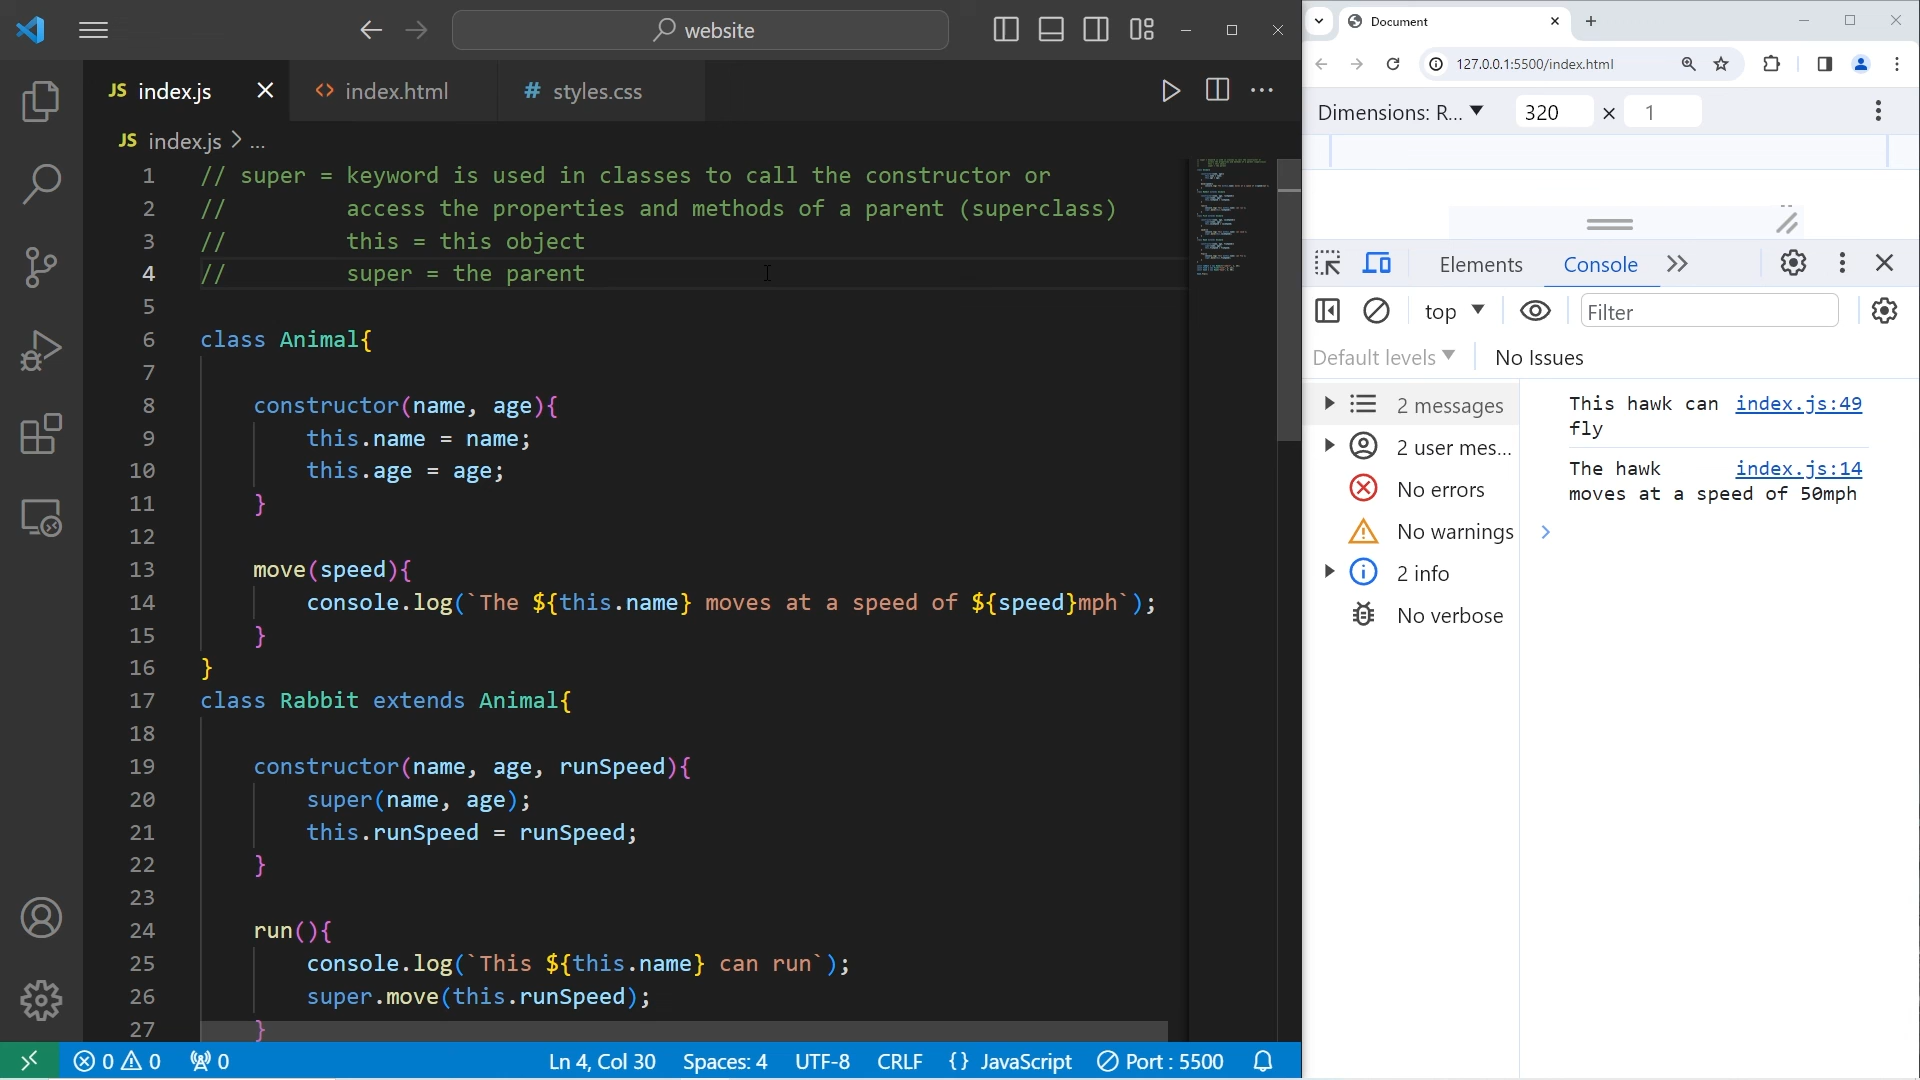 website
JS index.js
<> index.html
# styles.css
JS index.js > ...
1 // super = keyword is used in classes to call the constructor or
2 //         access the properties and methods of a parent (superclass)
3 //         this = this object
4 //         super = the parent
5
6 class Animal{
7
8     constructor(name, age){
9         this.name = name;
10         this.age = age;
11     }
12
13     move(speed){
14         console.log(`The ${this.name} moves at a speed of ${speed}mph`);
15     }
16 }
17 class Rabbit extends Animal{
18
19     constructor(name, age, runSpeed){
20         super(name, age);
21         this.runSpeed = runSpeed;
22     }
23
24     run(){
25         console.log(`This ${this.name} can run`);
26         super.move(this.runSpeed);
27     }
0 0 0
Ln 4, Col 30
Spaces: 4
UTF-8
CRLF
{} JavaScript
Port : 5500
Document
127.0.0.1:5500/index.html
Dimensions: R... 320 × 1
Elements
Console
top
Filter
Default levels
No Issues
2 messages
2 user mes...
No errors
No warnings
2 info
No verbose
This hawk can index.js:49
fly
The hawk index.js:14
moves at a speed of 50mph